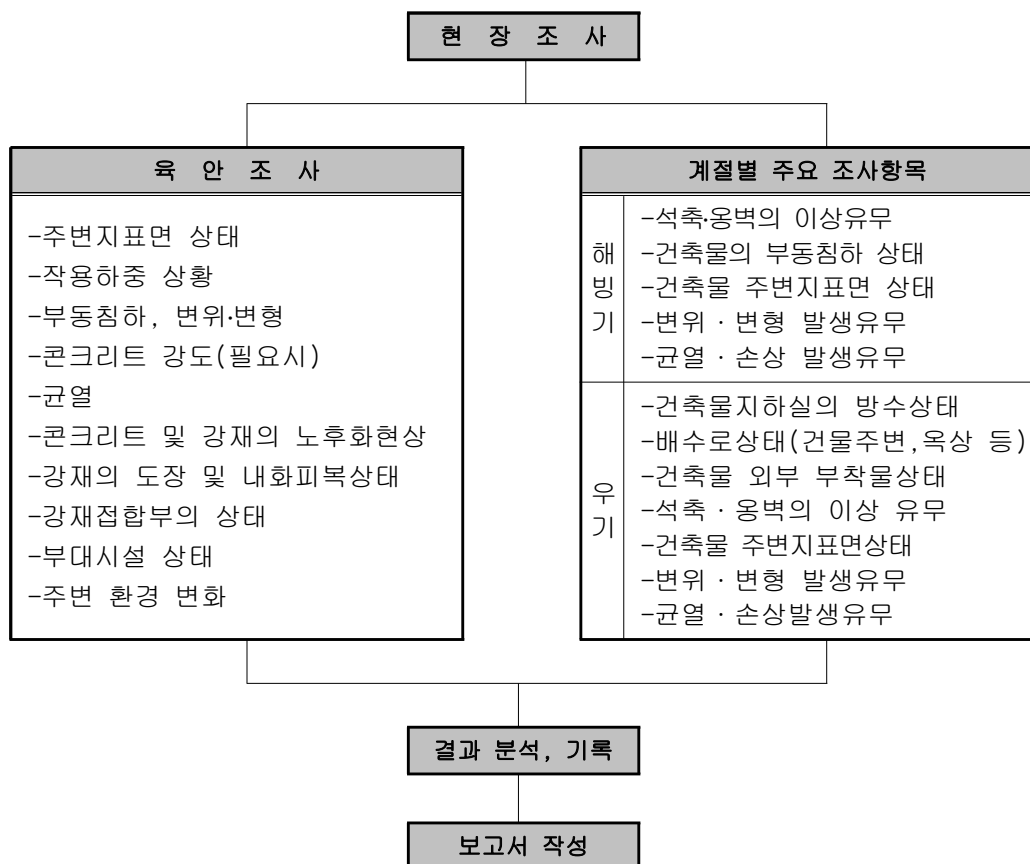 현 장 조 사
육 안 조 사
-주변지표면 상태
-작용하중 상황
-부동침하, 변위·변형
-콘크리트 강도(필요시)
-균열
-콘크리트 및 강재의 노후화현상
-강재의 도장 및 내화피복상태
-강재접합부의 상태
-부대시설 상태
-주변 환경 변화
계절별 주요 조사항목
해빙기
-석축·옹벽의 이상유무
-건축물의 부동침하 상태
-건축물 주변지표면 상태
-변위 · 변형 발생유무
-균열 · 손상 발생유무
우기
-건축물지하실의 방수상태
-배수로상태(건물주변,옥상 등)
-건축물 외부 부착물상태
-석축 · 옹벽의 이상 유무
-건축물 주변지표면상태
-변위 · 변형 발생유무
-균열 · 손상발생유무
결과 분석, 기록
보고서 작성